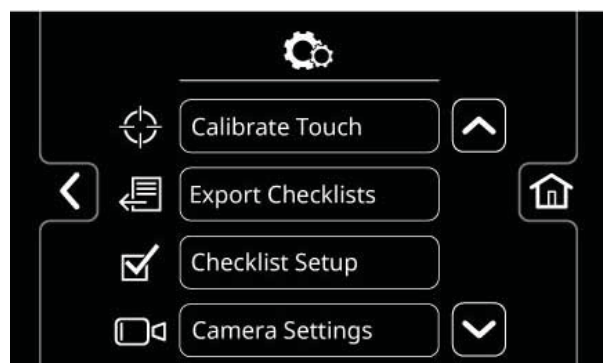 Calibrate Touch
Export Checklists
Checklist Setup
Camera Settings